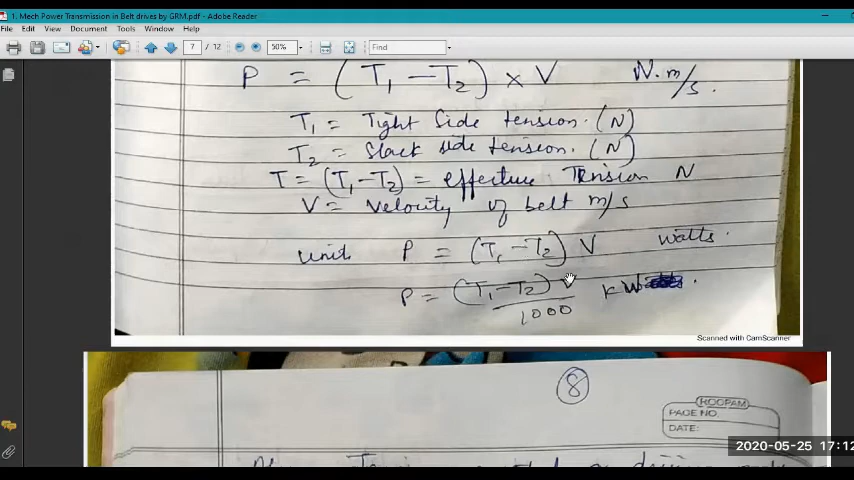 1. Mech Power Transmission in Belt drives by GRM.pdf - Adobe Reader
File Edit View Document Tools Window Help
7 / 12 50% Find
P = (T₁ - T₂) × V N.m/s.
T₁ = Tight Side tension. (N)
T₂ = Slack side tension. (N)
T = (T₁-T₂) = effective Tension N
V = velocity of belt m/s
unit P = (T₁-T₂) V watts.
P = (T₁-T₂) V / 1000 KW
Scanned with CamScanner
8
ROOPAM
PAGE NO.
DATE:
2020-05-25 17:12